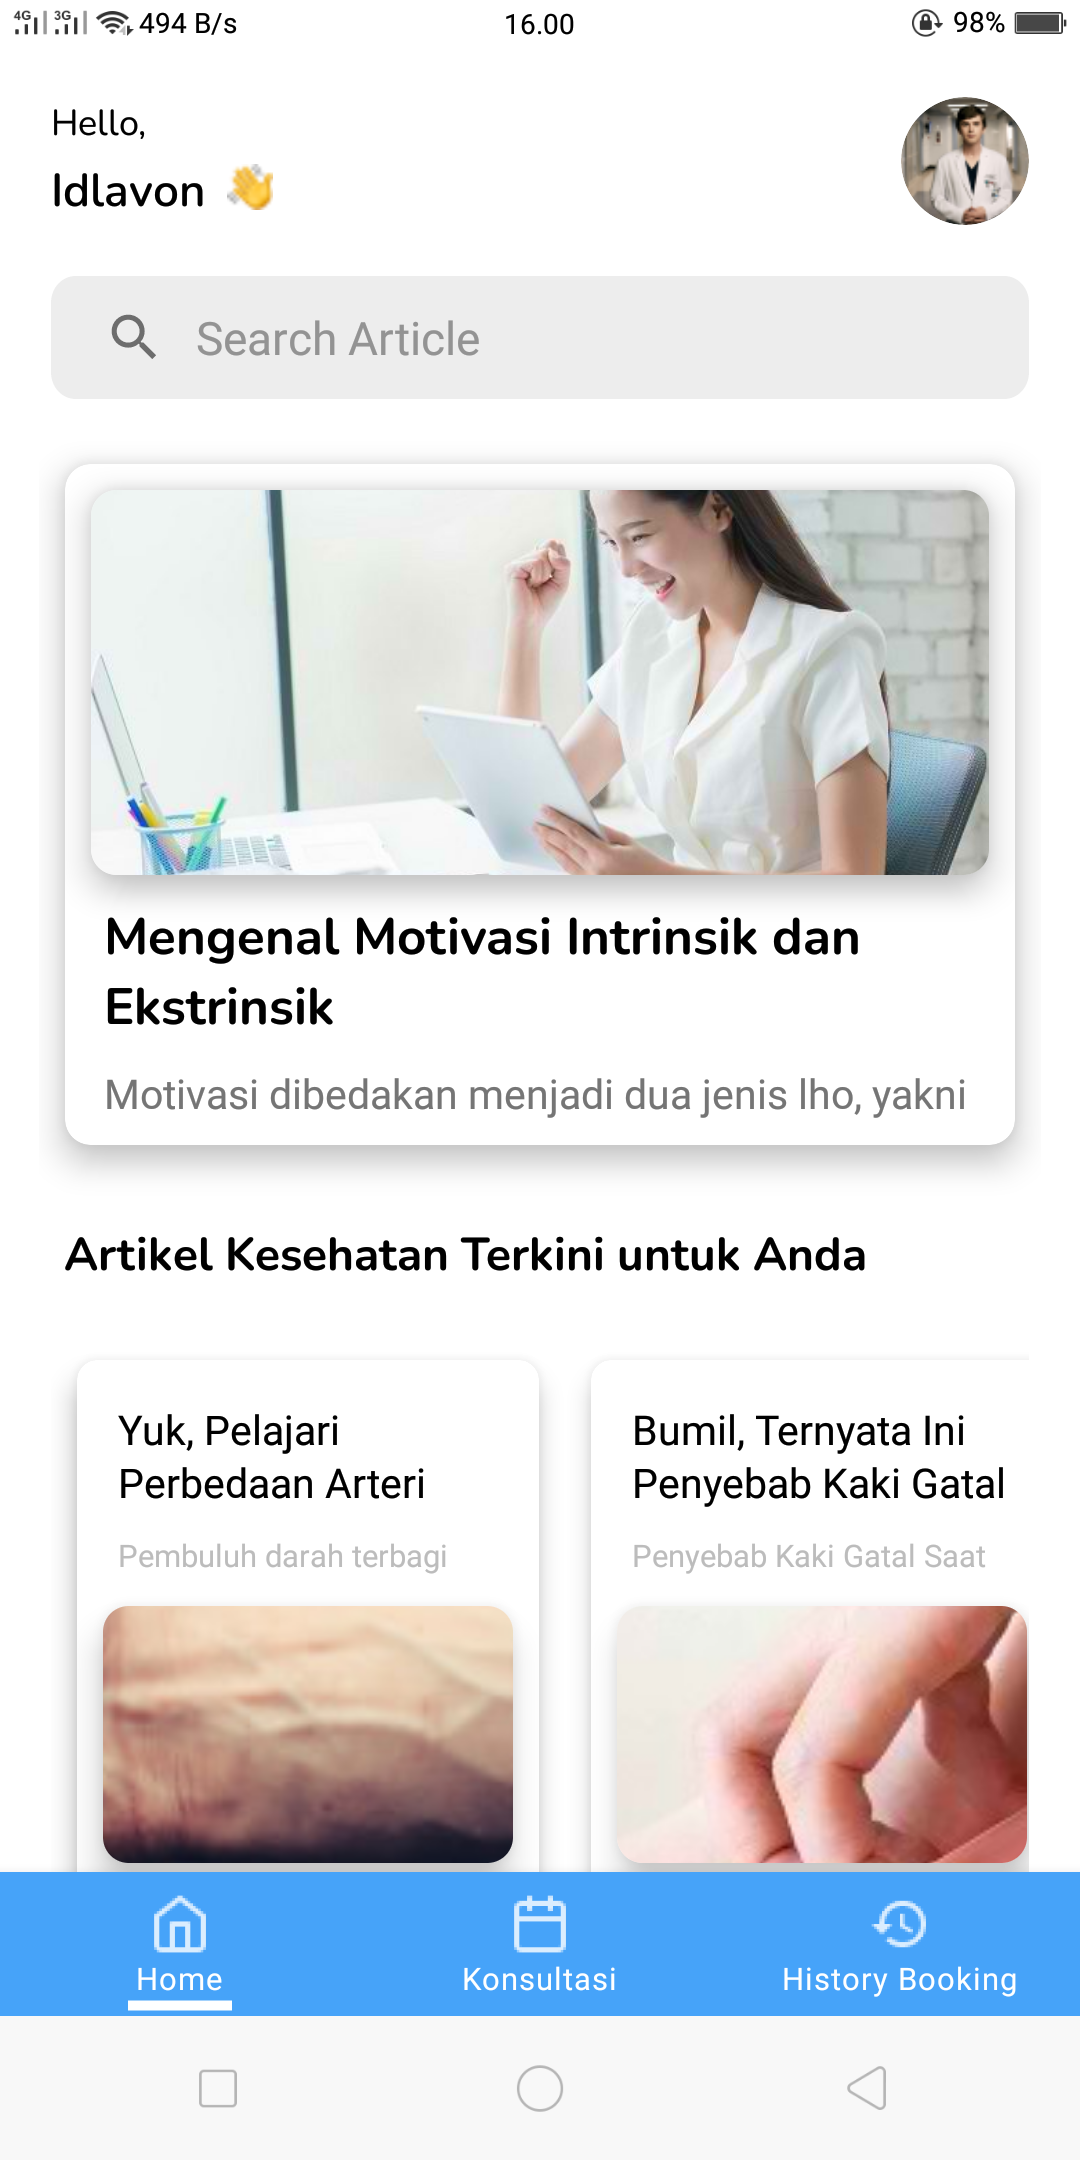 4G 3G 494 B/s 16.00 98%
Hello,
Idlavon 👋
Search Article
Mengenal Motivasi Intrinsik dan
Ekstrinsik
Motivasi dibedakan menjadi dua jenis lho, yakni
Artikel Kesehatan Terkini untuk Anda
Yuk, Pelajari
Perbedaan Arteri
Pembuluh darah terbagi
Bumil, Ternyata Ini
Penyebab Kaki Gatal
Penyebab Kaki Gatal Saat
Home Konsultasi History Booking